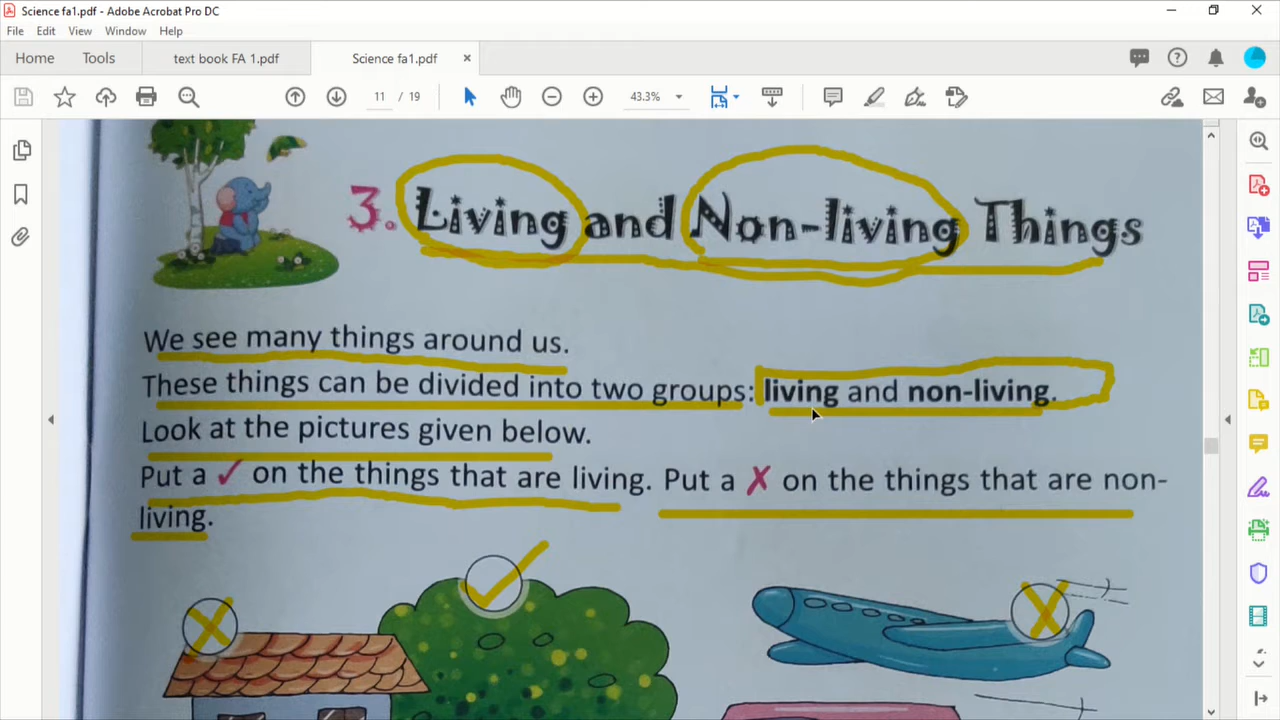 Science fa1.pdf - Adobe Acrobat Pro DC
File Edit View Window Help
Home Tools text book FA 1.pdf Science fa1.pdf
11 / 19 43.3%
3. Living and Non-living Things
We see many things around us.
These things can be divided into two groups: living and non-living.
Look at the pictures given below.
Put a ✓ on the things that are living. Put a ✗ on the things that are non-
living.